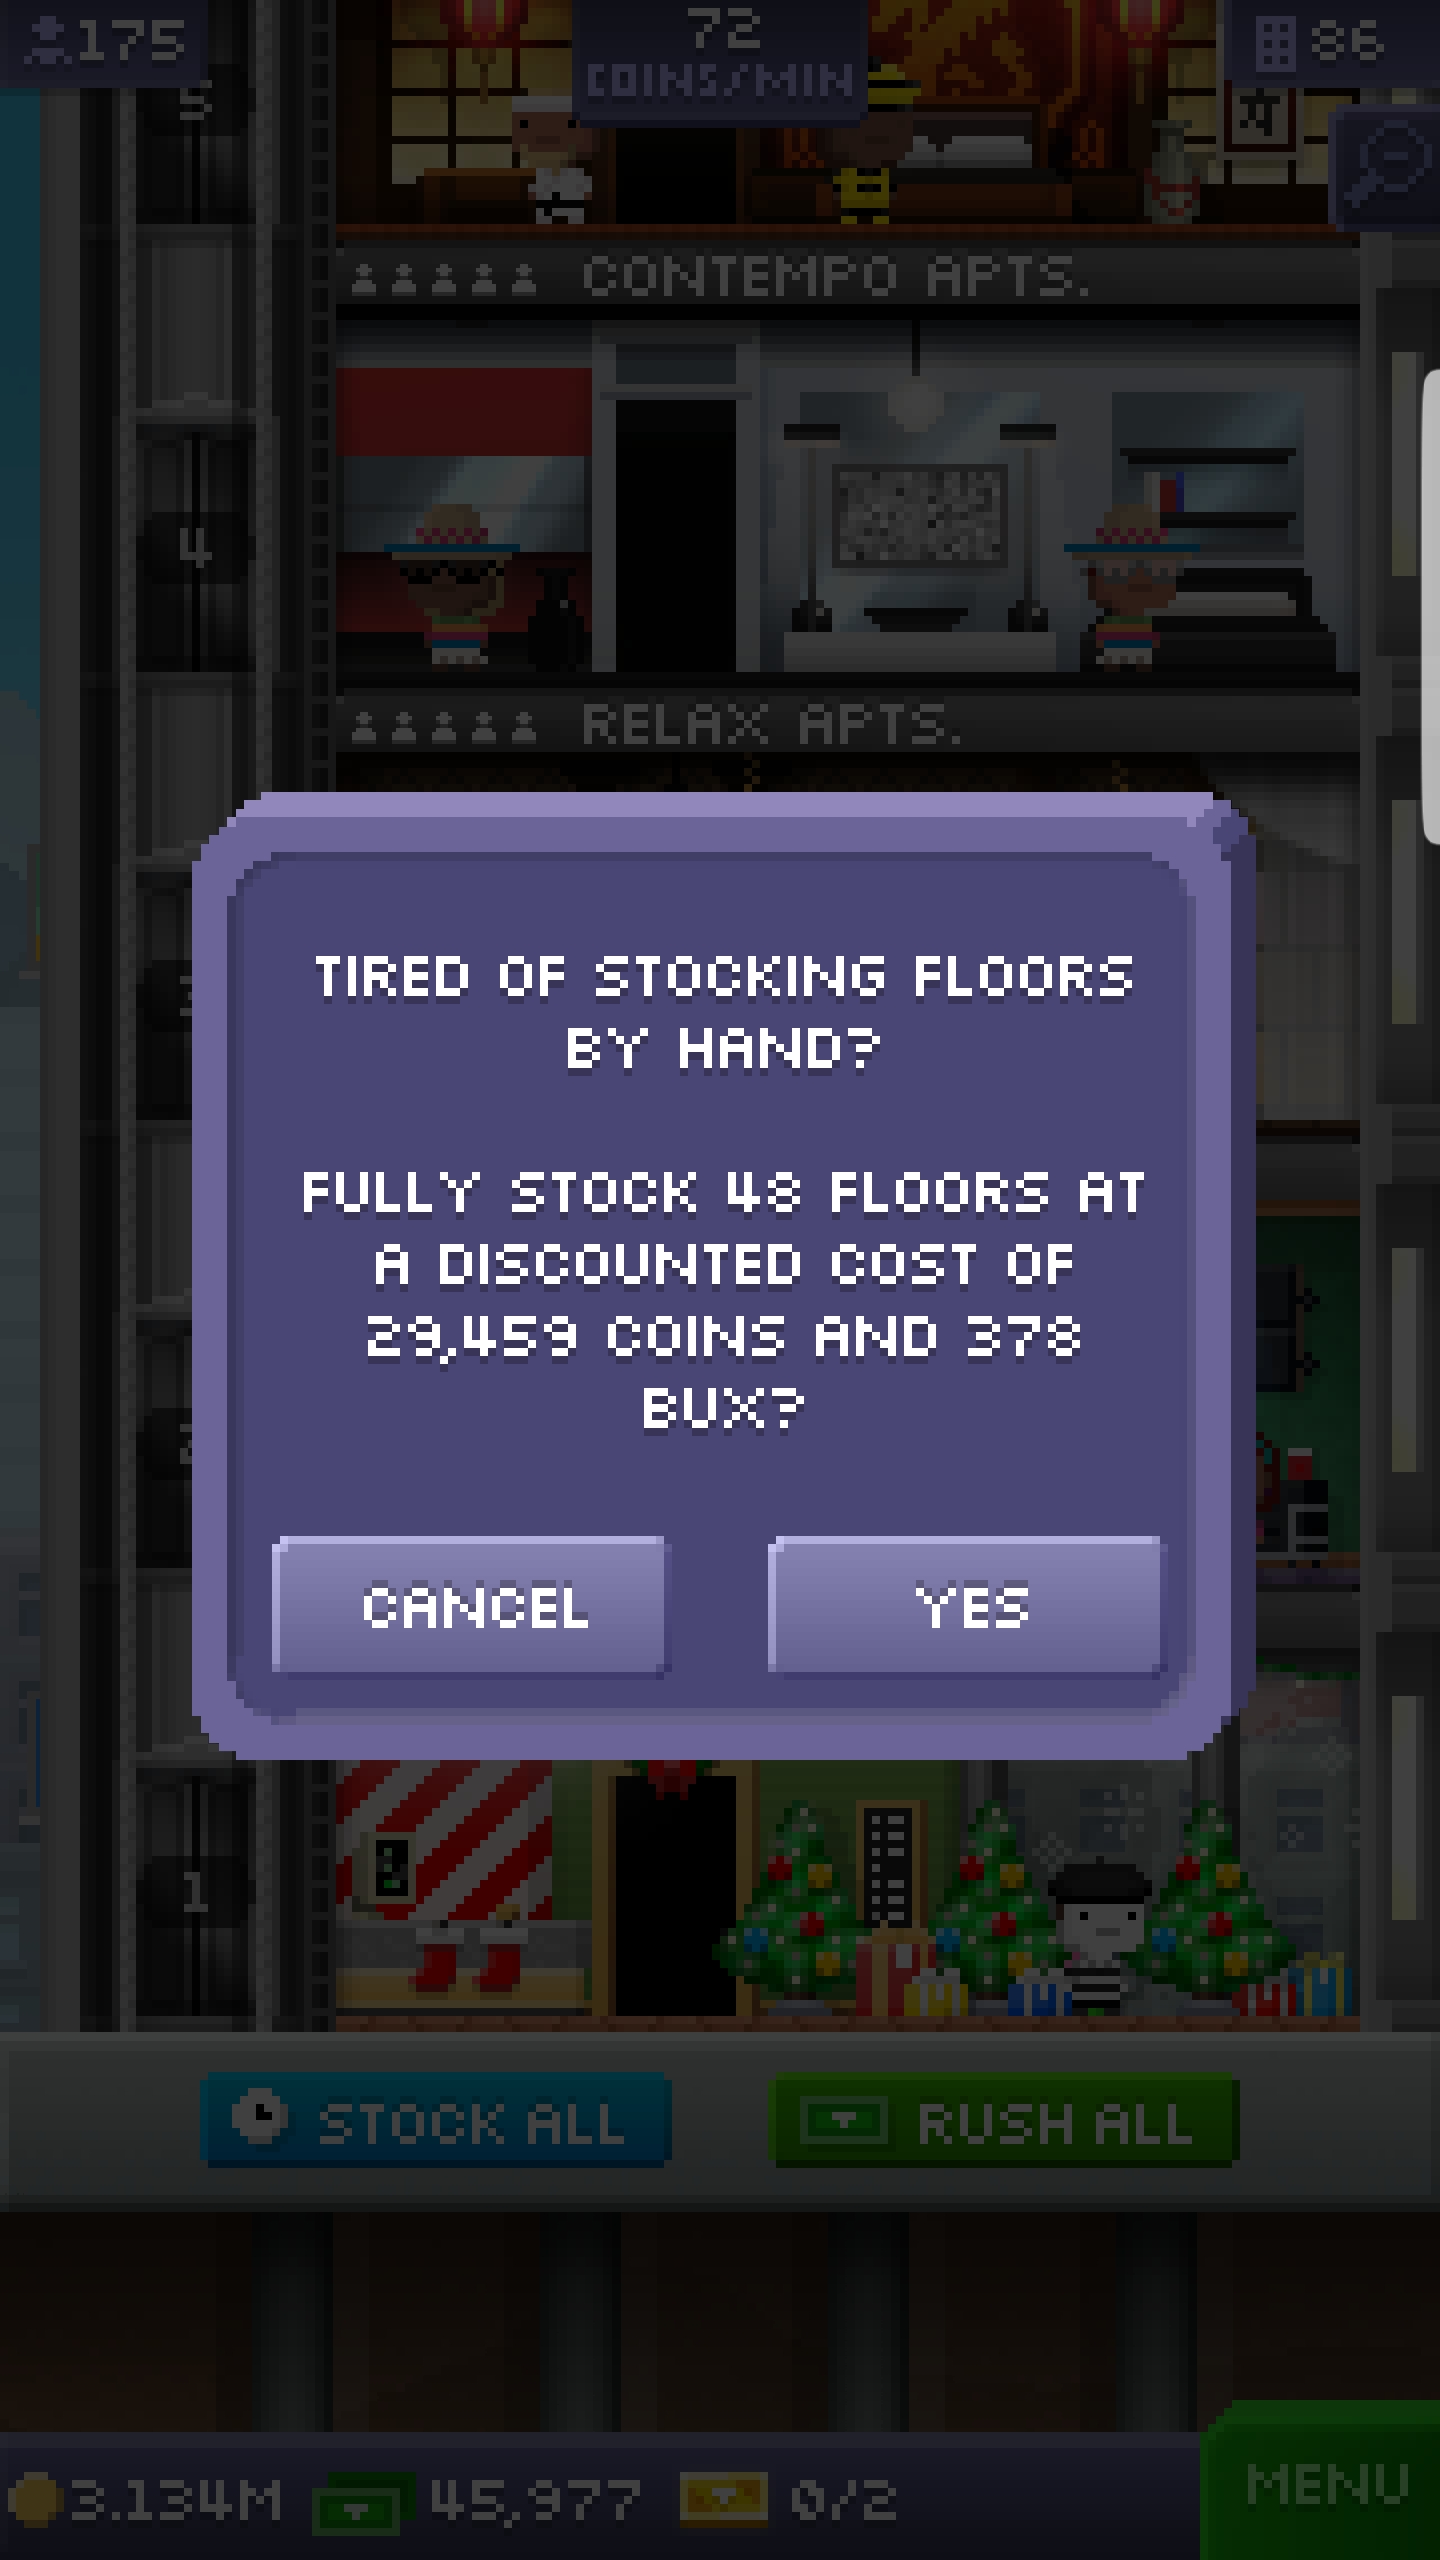 175
72
COINS/MIN
86
5
CONTEMPO APTS.
4
RELAX APTS.
TIRED OF STOCKING FLOORS
BY HAND?
FULLY STOCK 48 FLOORS AT
A DISCOUNTED COST OF
29,459 COINS AND 378
BUX?
CANCEL
YES
1
STOCK ALL
RUSH ALL
3.134M
45,977
0/2
MENU